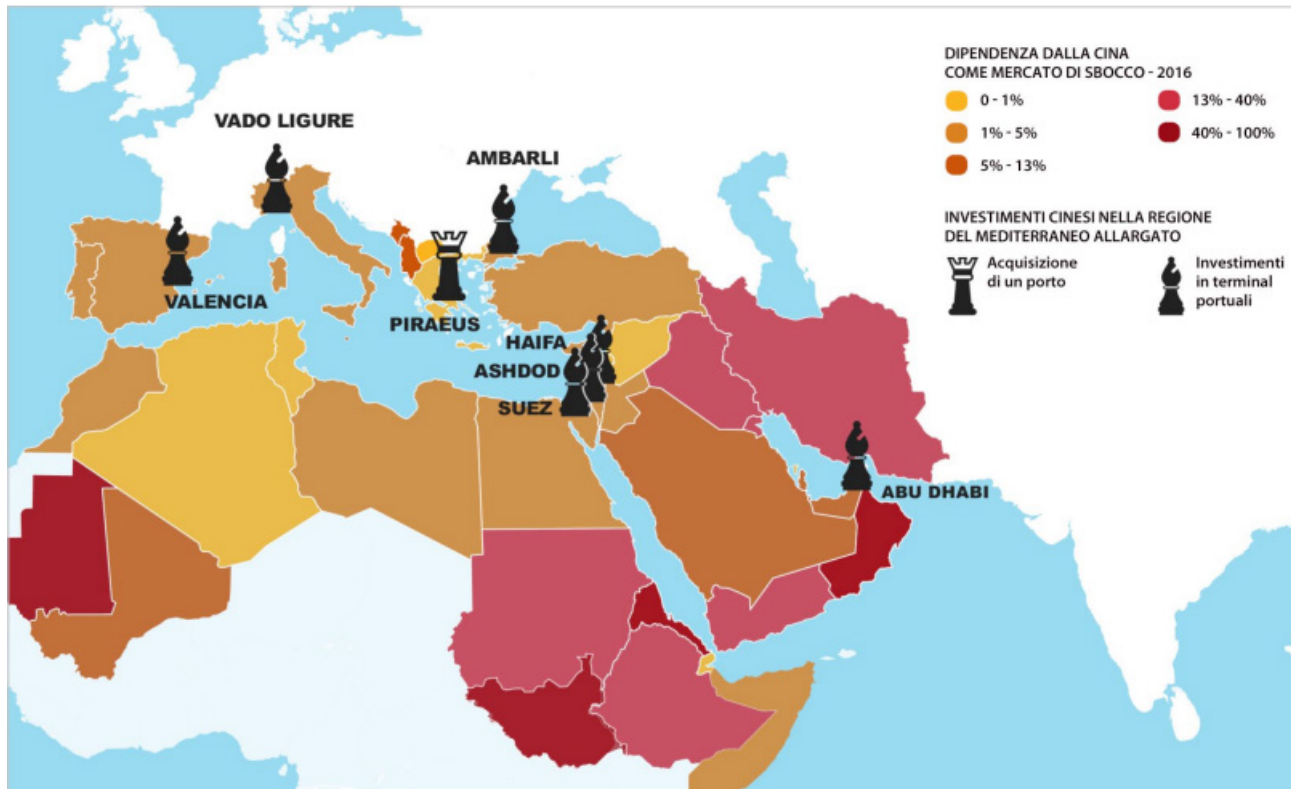 DIPENDENZA DALLA CINA
COME MERCATO DI SBOCCO - 2016
0 - 1%
13% - 40%
1% - 5%
40% - 100%
5% - 13%
INVESTIMENTI CINESI NELLA REGIONE
DEL MEDITERRANEO ALLARGATO
Acquisizione
di un porto
Investimenti
in terminal
portuali
VADO LIGURE
AMBARLI
VALENCIA
PIRAEUS
HAIFA
ASHDOD
SUEZ
ABU DHABI